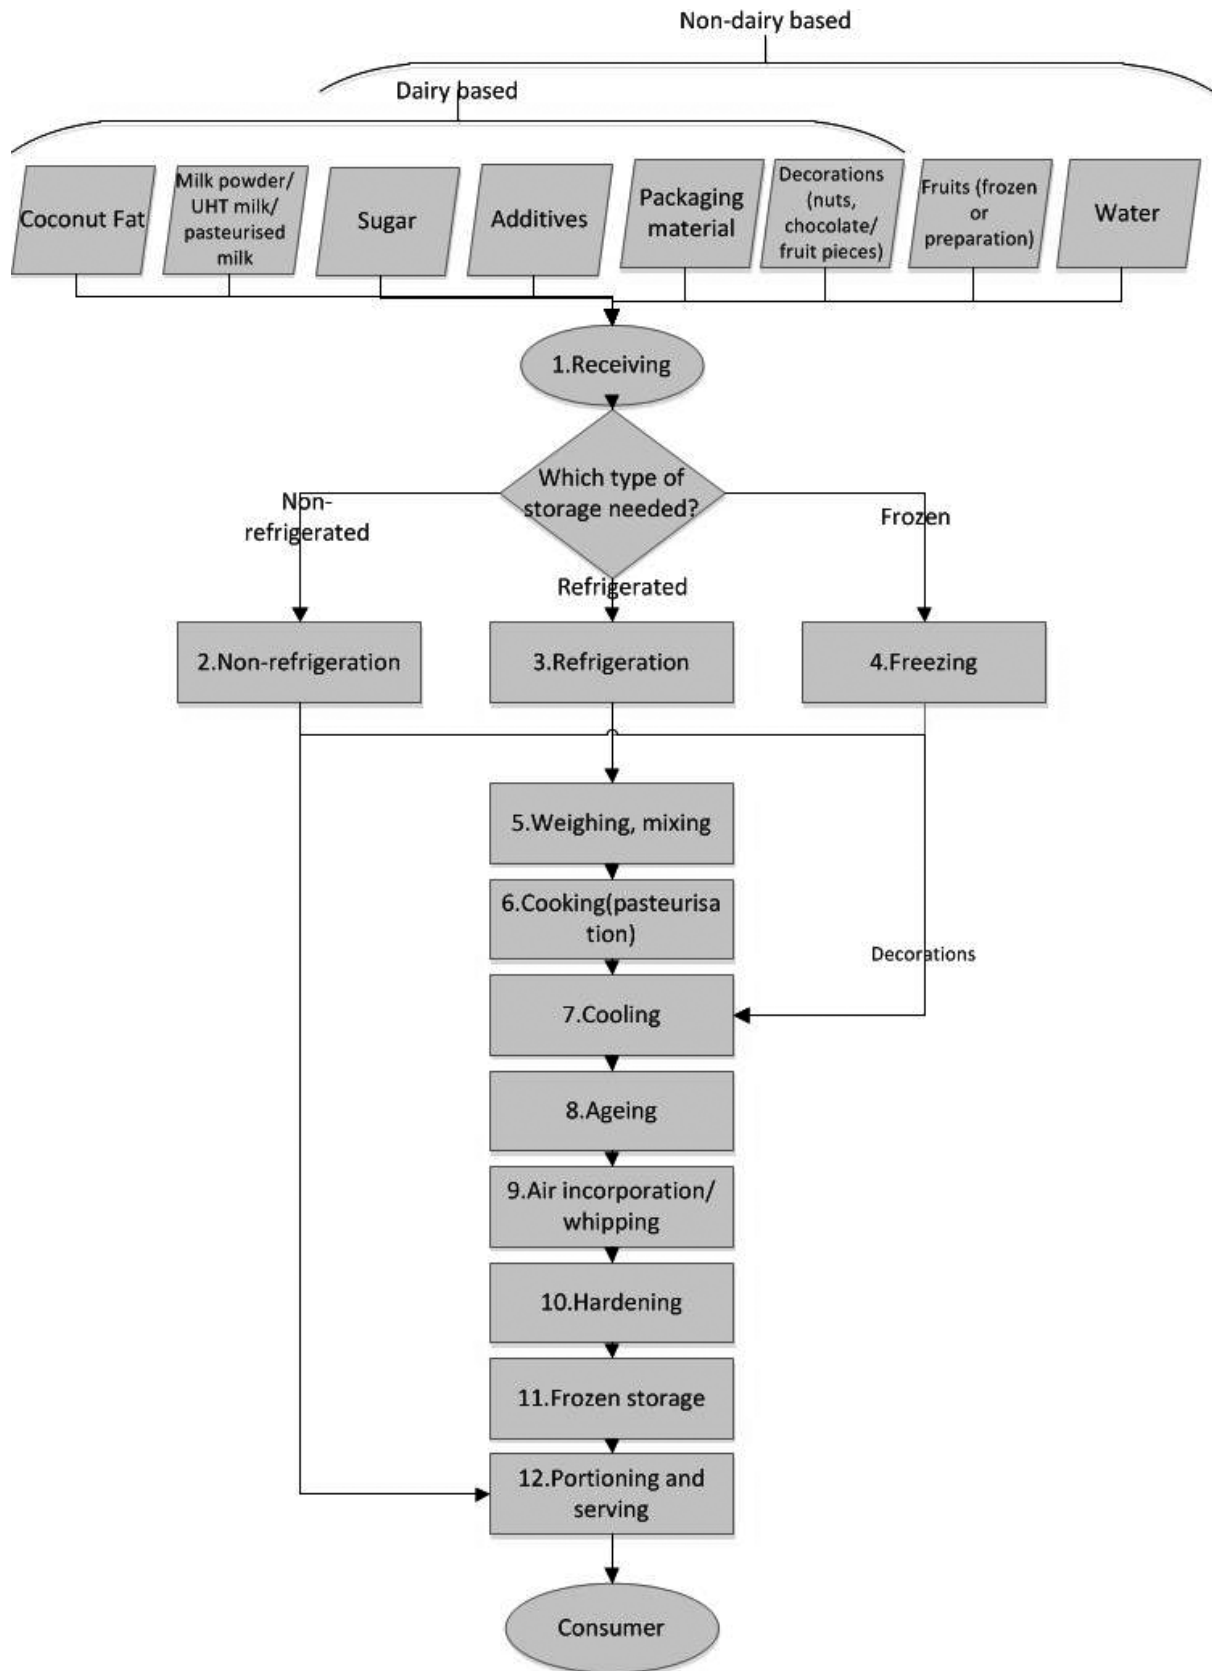 Non-dairy based
Dairy based
Coconut Fat
Milk powder/
UHT milk/
pasteurised
milk
Sugar
Additives
Packaging
material
Decorations
(nuts,
chocolate/
fruit pieces)
Fruits (frozen
or
preparation)
Water
1.Receiving
Which type of
storage needed?
Non-
refrigerated
Refrigerated
Frozen
2.Non-refrigeration
3.Refrigeration
4.Freezing
5.Weighing, mixing
6.Cooking(pasteurisa
tion)
Decorations
7.Cooling
8.Ageing
9.Air incorporation/
whipping
10.Hardening
11.Frozen storage
12.Portioning and
serving
Consumer